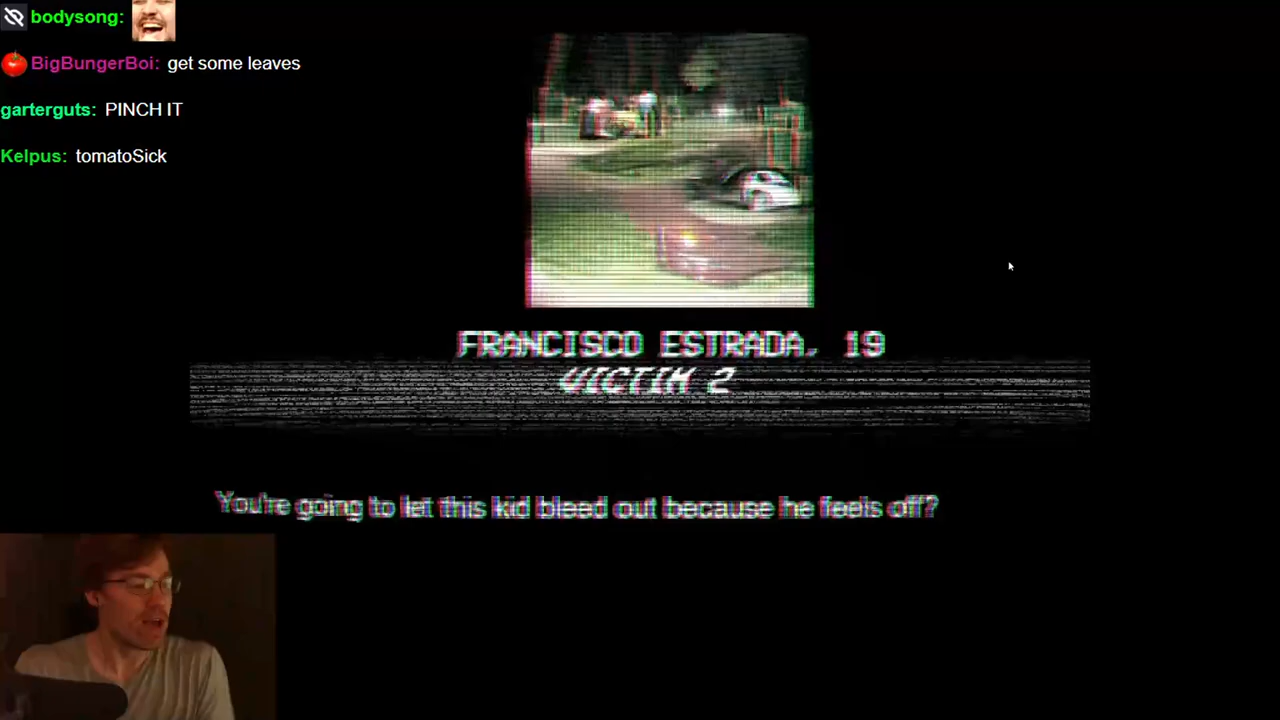 bodysong:
BigBungerBoi: get some leaves
garterguts: PINCH IT
Kelpus: tomatoSick
FRANCISCO ESTRADA, 19
VICTIM 2
You're going to let this kid bleed out because he feels off?